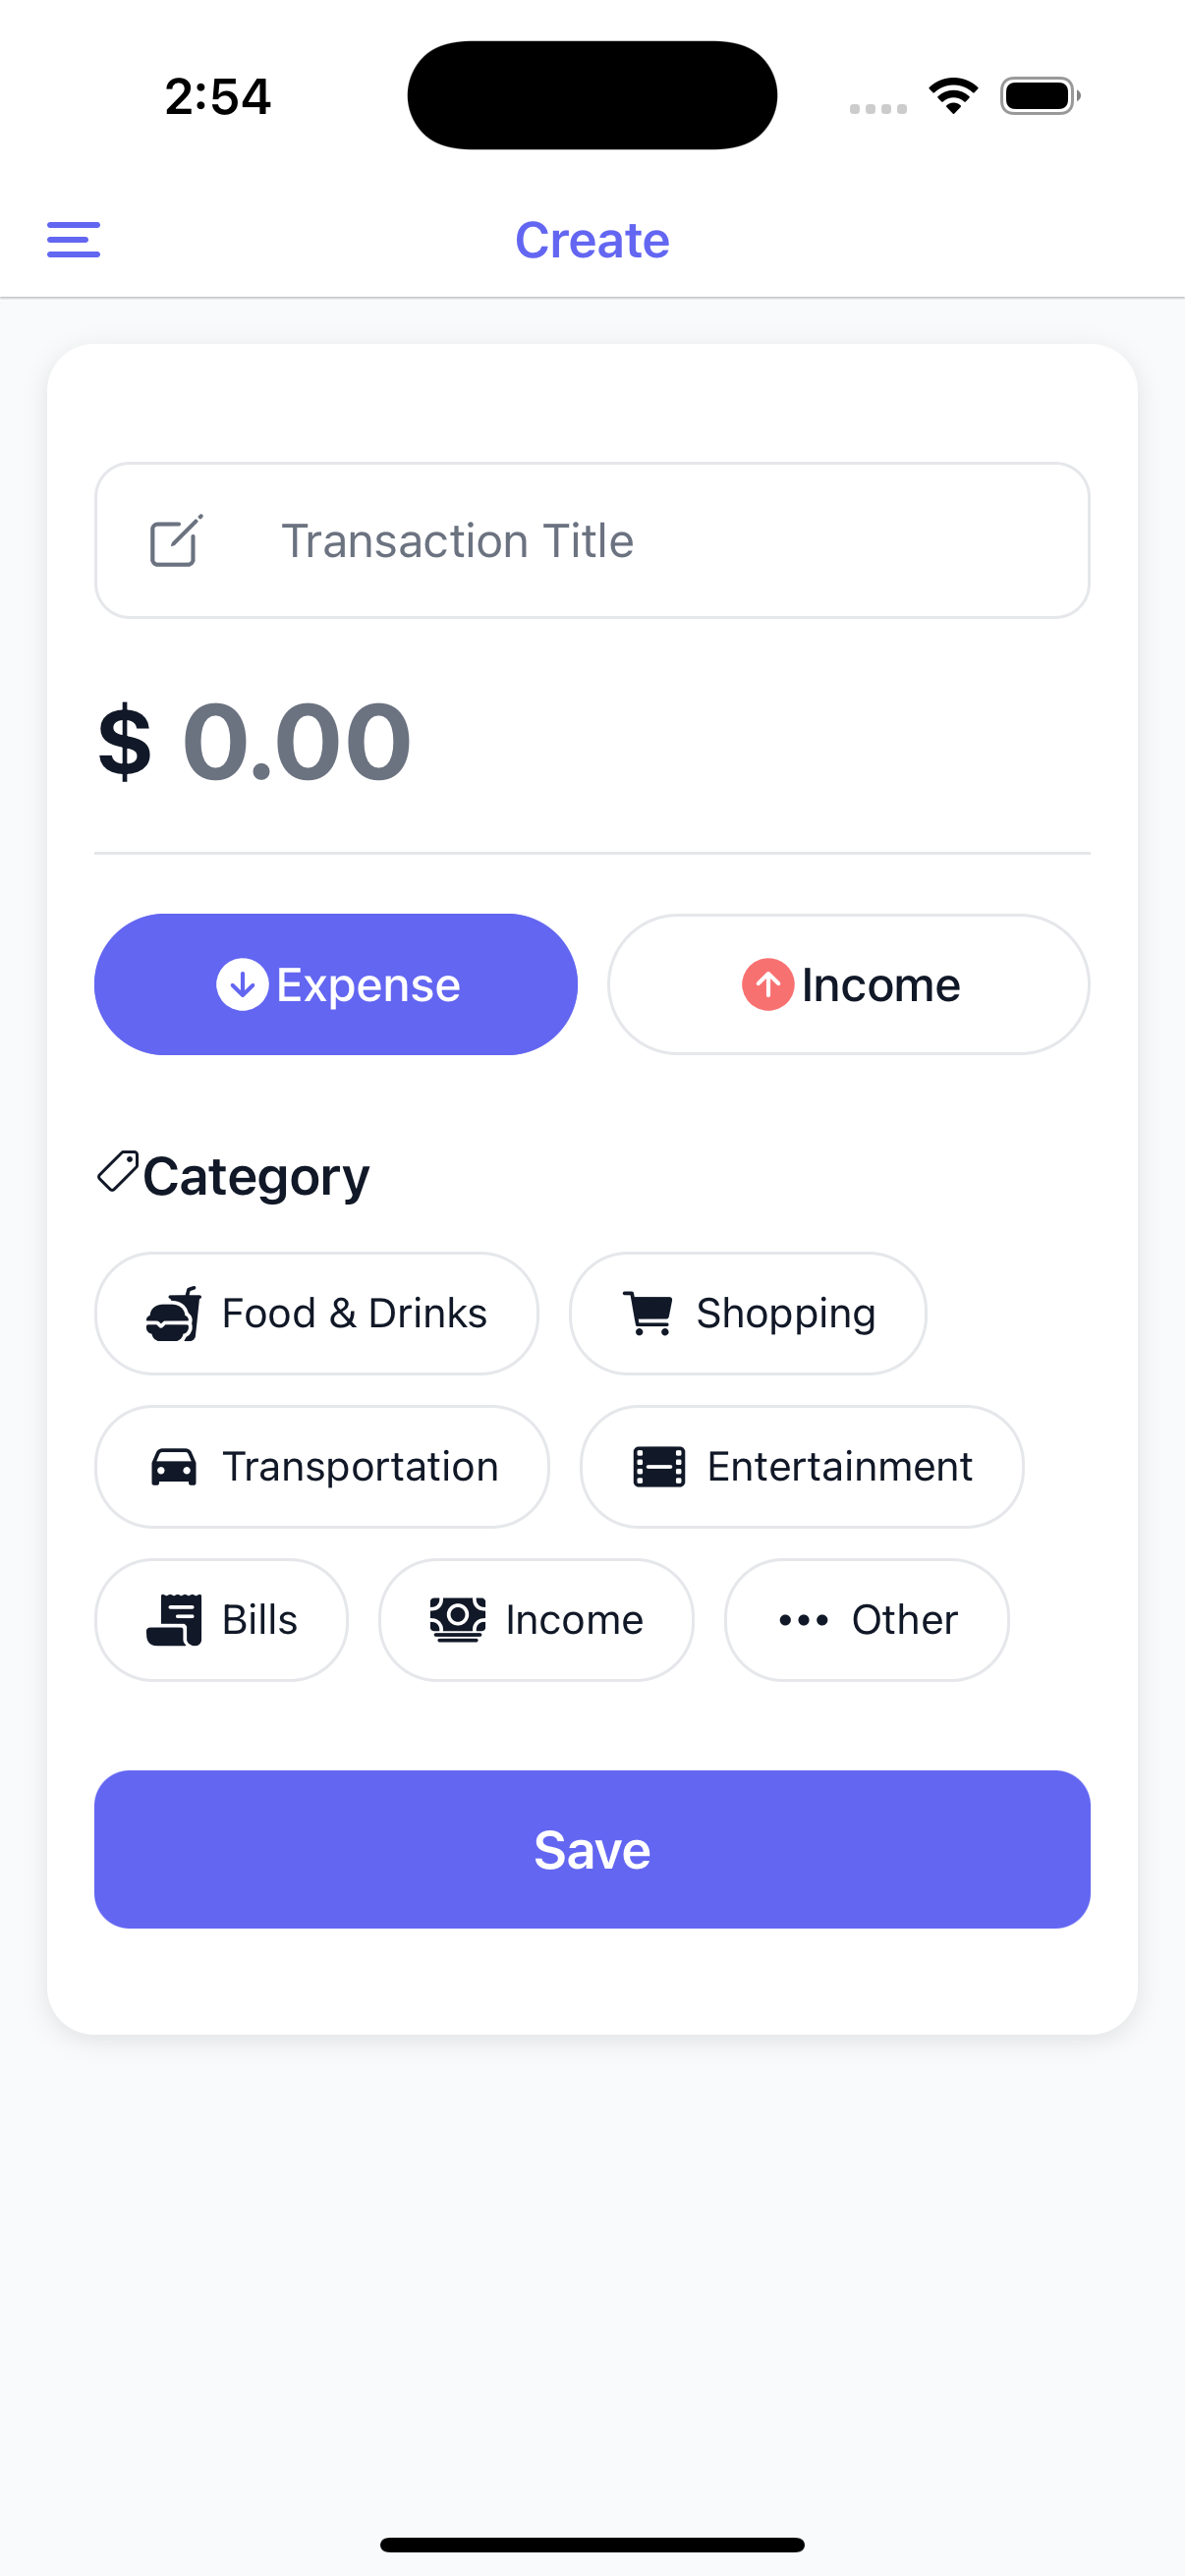 2:54
Create
Transaction Title
$ 0.00
Expense Income
Category
Food & Drinks Shopping
Transportation Entertainment
Bills Income Other
Save